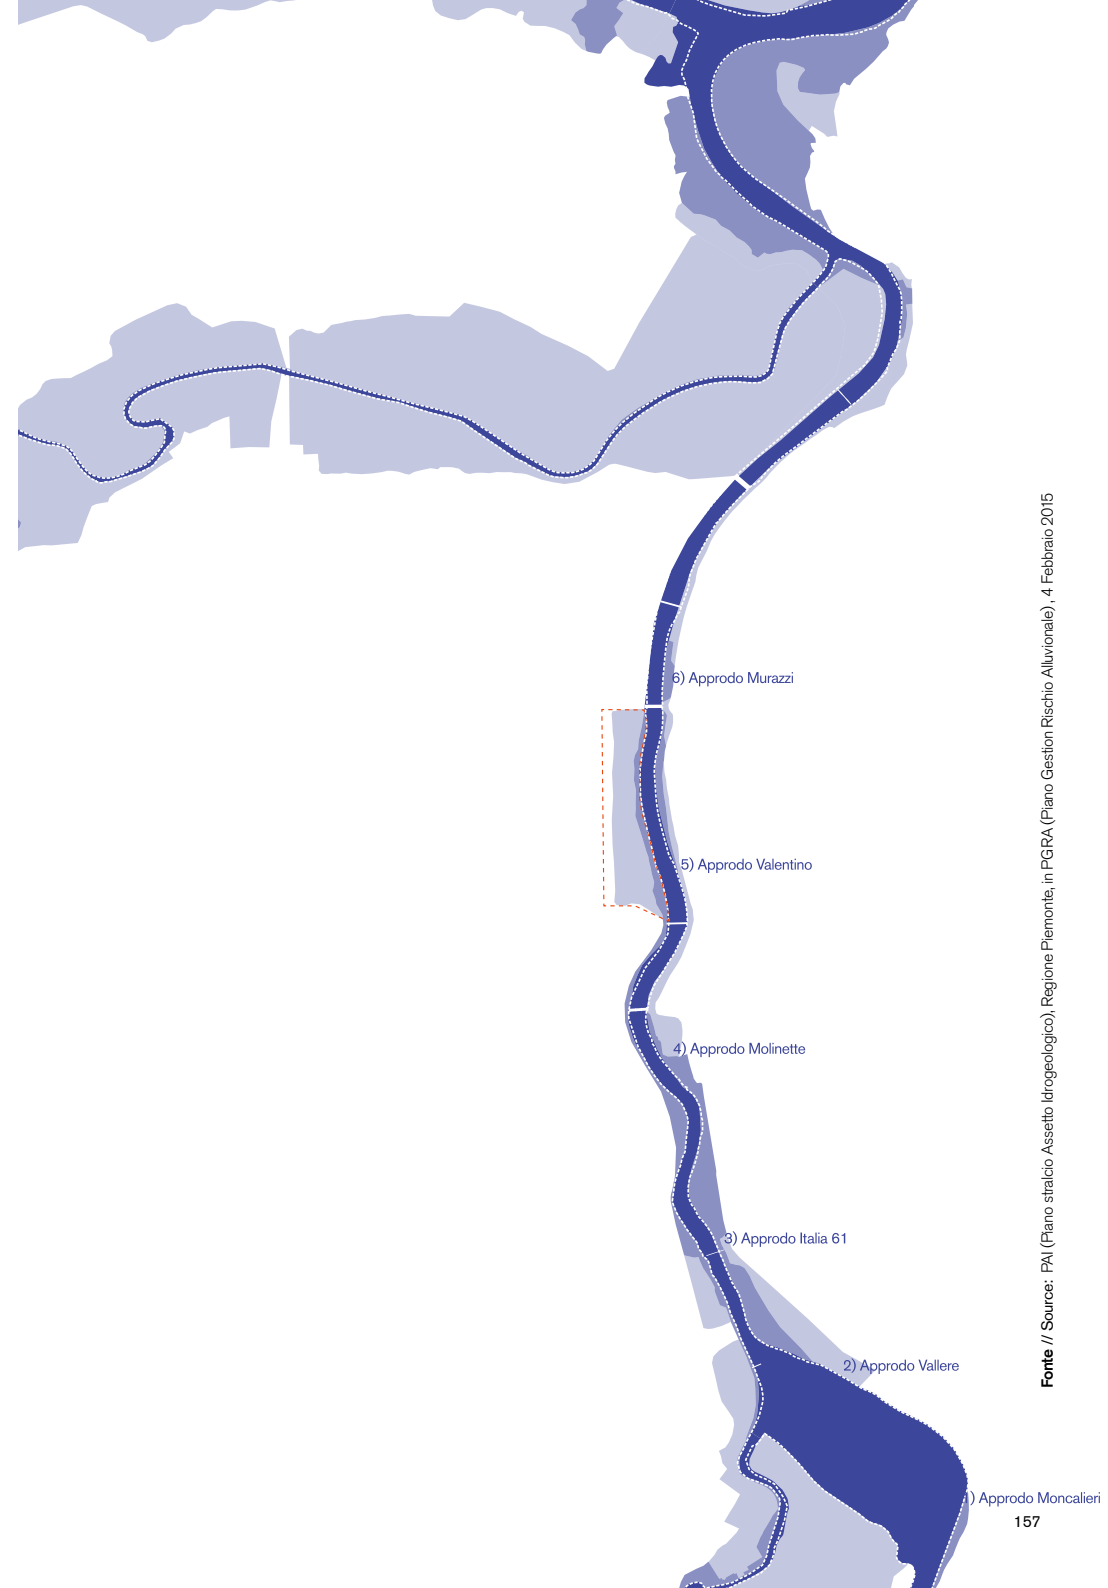 6) Approdo Murazzi
5) Approdo Valentino
4) Approdo Molinette
3) Approdo Italia 61
2) Approdo Vallere
1) Approdo Moncalieri
157
Fonte // Source: PAI (Piano stralcio Assetto Idrogeologico), Regione Piemonte, in PGRA (Piano Gestion Rischio Alluvionale), 4 Febbraio 2015